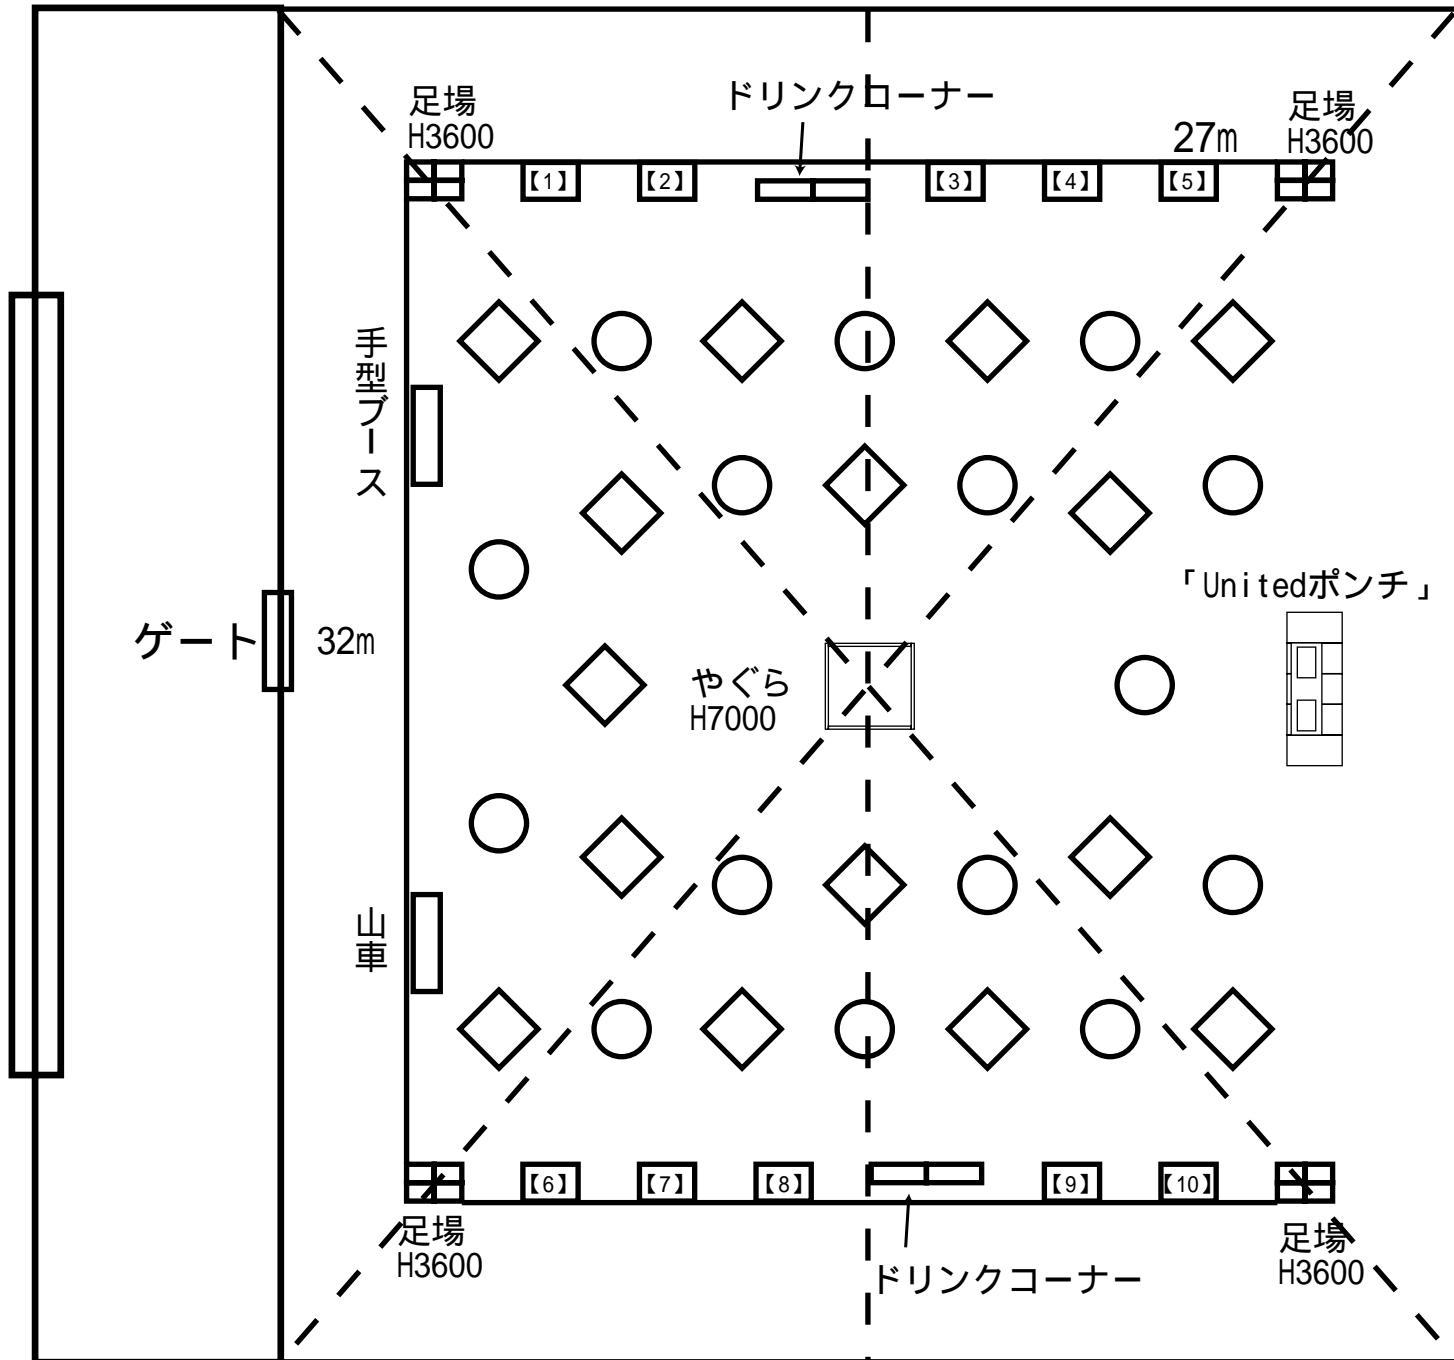 ドリンクコーナー
足場
H3600
27m
足場
H3600
【1】
【2】
【3】
【4】
【5】
手型ブース
「Unitedポンチ」
ゲート
32m
やぐら
H7000
山車
【6】
【7】
【8】
【9】
【10】
足場
H3600
ドリンクコーナー
足場
H3600